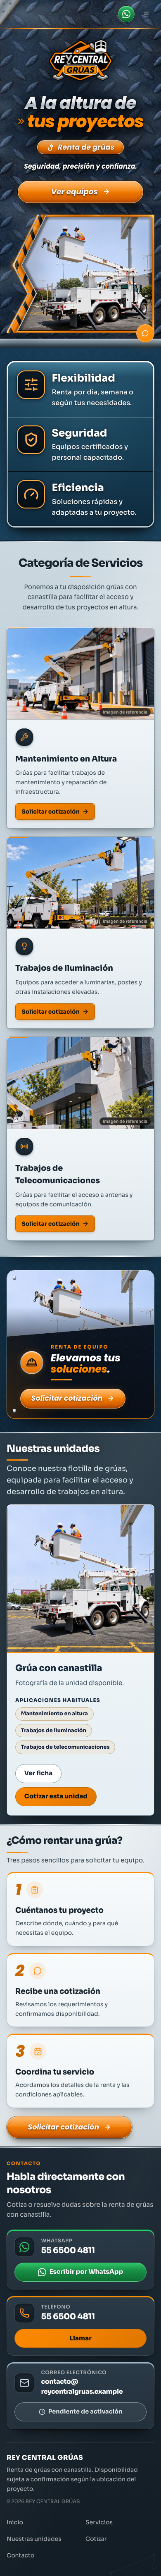 REY CENTRAL
GRÚAS
A la altura de
» tus proyectos
Renta de grúas
Seguridad, precisión y confianza.
Ver equipos →
Flexibilidad
Renta por día, semana o
según tus necesidades.
Seguridad
Equipos certificados y
personal capacitado.
Eficiencia
Soluciones rápidas y
adaptadas a tu proyecto.
Categoría de Servicios
Ponemos a tu disposición grúas con
canastilla para facilitar el acceso y
desarrollo de tus proyectos en altura.
Imagen de referencia
Mantenimiento en Altura
Grúas para facilitar trabajos de
mantenimiento y reparación de
infraestructura.
Solicitar cotización →
Imagen de referencia
Trabajos de Iluminación
Equipos para acceder a luminarias, postes y
otras instalaciones elevadas.
Solicitar cotización →
Imagen de referencia
Trabajos de
Telecomunicaciones
Grúas para facilitar el acceso a antenas y
equipos de comunicación.
Solicitar cotización →
RENTA DE EQUIPO
Elevamos tus
soluciones.
Solicitar cotización →
Nuestras unidades
Conoce nuestra flotilla de grúas,
equipada para facilitar el acceso y
desarrollo de trabajos en altura.
Grúa con canastilla
Fotografía de la unidad disponible.
APLICACIONES HABITUALES
Mantenimiento en altura
Trabajos de iluminación
Trabajos de telecomunicaciones
Ver ficha
Cotizar esta unidad
¿Cómo rentar una grúa?
Tres pasos sencillos para solicitar tu equipo.
1
Cuéntanos tu proyecto
Describe dónde, cuándo y para qué
necesitas el equipo.
2
Recibe una cotización
Revisamos los requerimientos y
confirmamos disponibilidad.
3
Coordina tu servicio
Acordamos los detalles de la renta y las
condiciones aplicables.
Solicitar cotización →
CONTACTO
Habla directamente con
nosotros
Cotiza o resuelve dudas sobre la renta de grúas
con canastilla.
WHATSAPP
55 6500 4811
Escribir por WhatsApp
TELÉFONO
55 6500 4811
Llamar
CORREO ELECTRÓNICO
contacto@
reycentralgruas.example
Pendiente de activación
REY CENTRAL GRÚAS
Renta de grúas con canastilla. Disponibilidad
sujeta a confirmación según la ubicación del
proyecto.
© 2026 REY CENTRAL GRÚAS
Inicio
Servicios
Nuestras unidades
Cotizar
Contacto